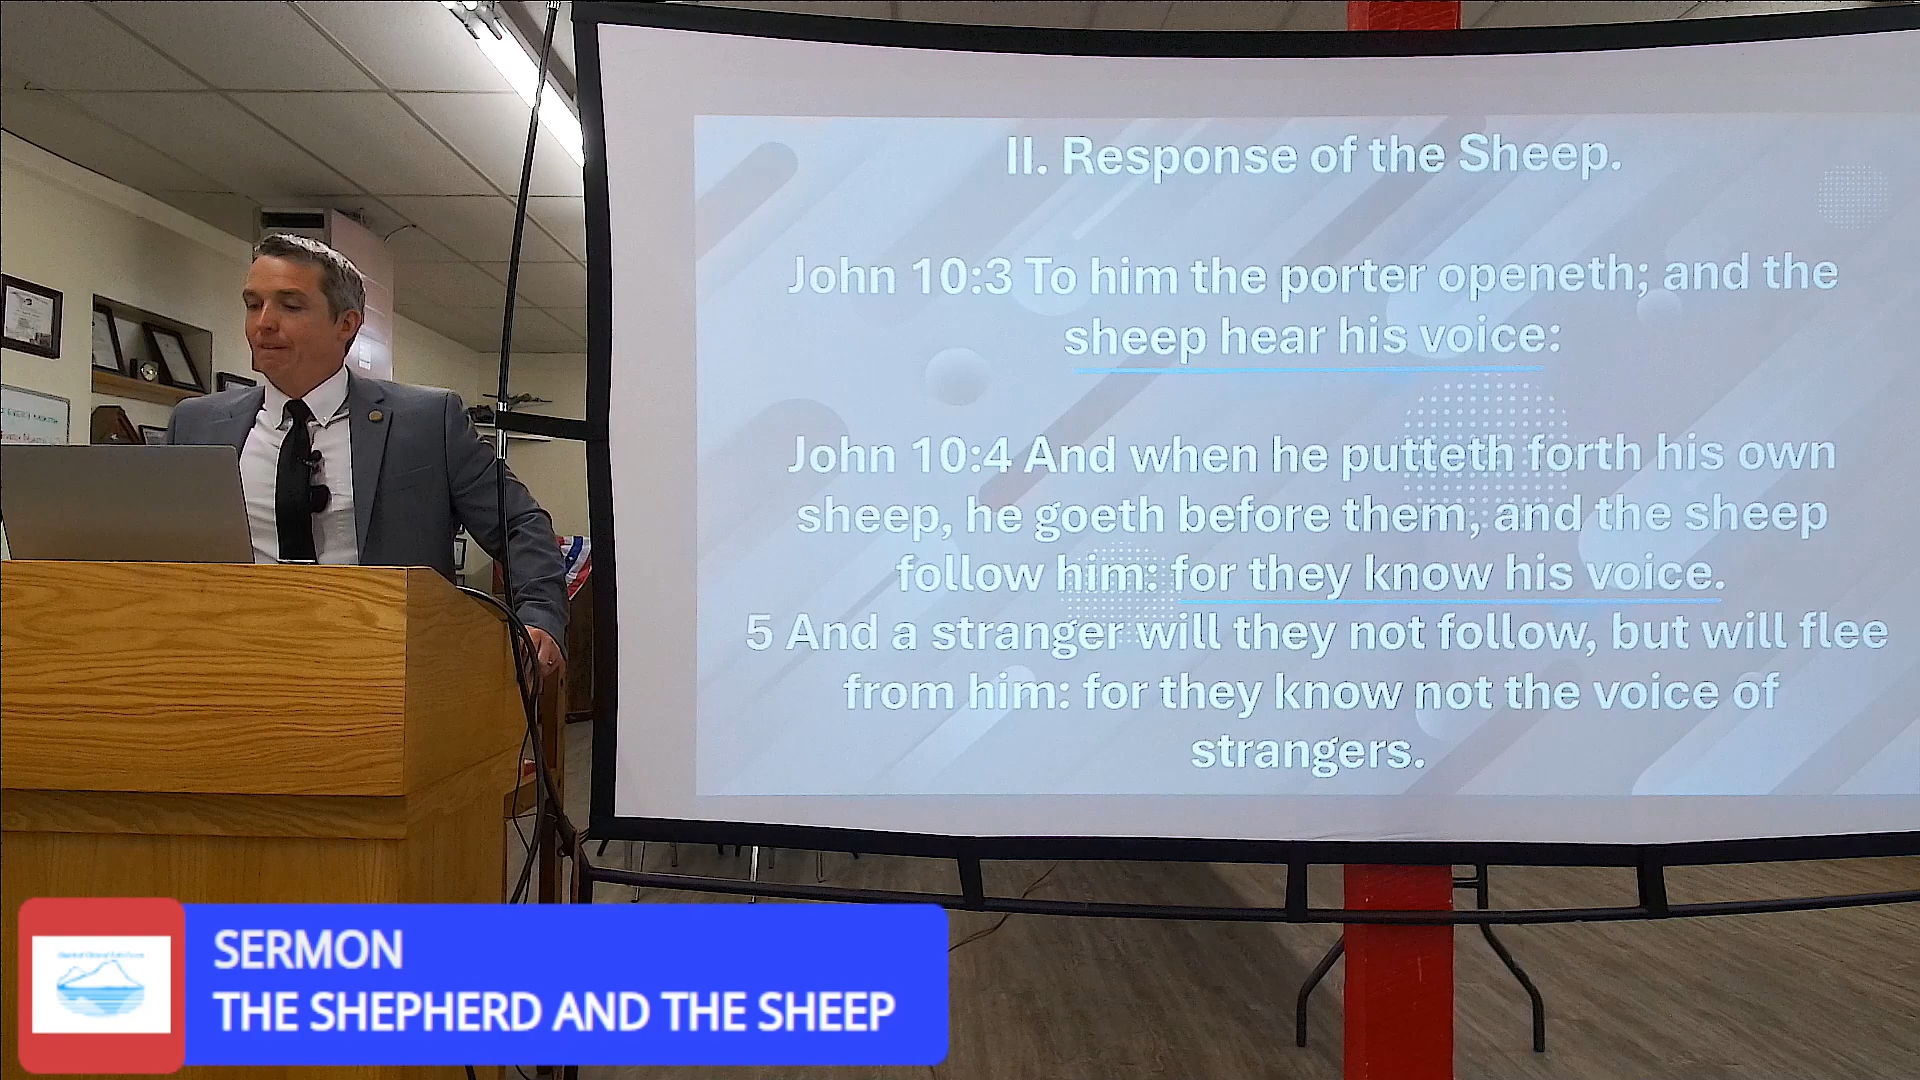 II. Response of the Sheep.
John 10:3 To him the porter openeth; and the
sheep hear his voice:
John 10:4 And when he putteth forth his own
sheep, he goeth before them, and the sheep
follow him: for they know his voice.
5 And a stranger will they not follow, but will flee
from him: for they know not the voice of
strangers.
SERMON
THE SHEPHERD AND THE SHEEP